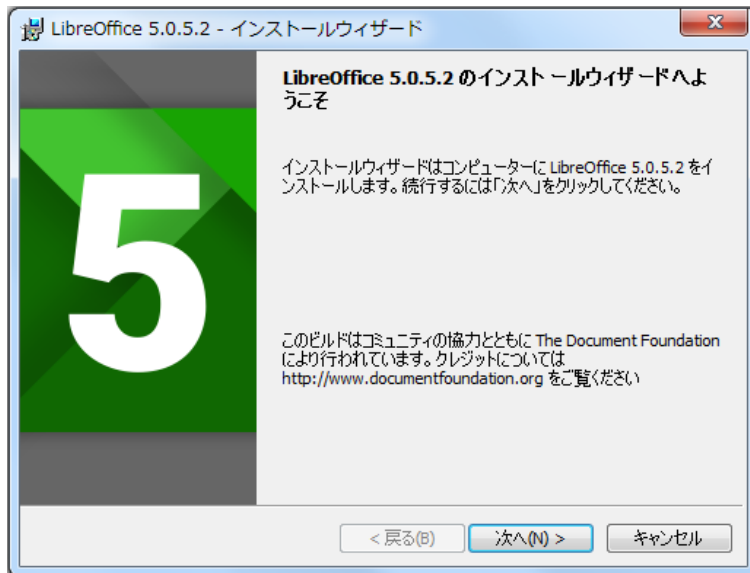 LibreOffice 5.0.5.2 - インストールウィザード
LibreOffice 5.0.5.2 のインストールウィザードへよ
うこそ
インストールウィザードはコンピューターに LibreOffice 5.0.5.2 をイ
ンストールします。続行するには「次へ」をクリックしてください。
5
このビルドはコミュニティの協力とともに The Document Foundation
により行われています。クレジットについては
http://www.documentfoundation.org をご覧ください
< 戻る(B)
次へ(N) >
キャンセル